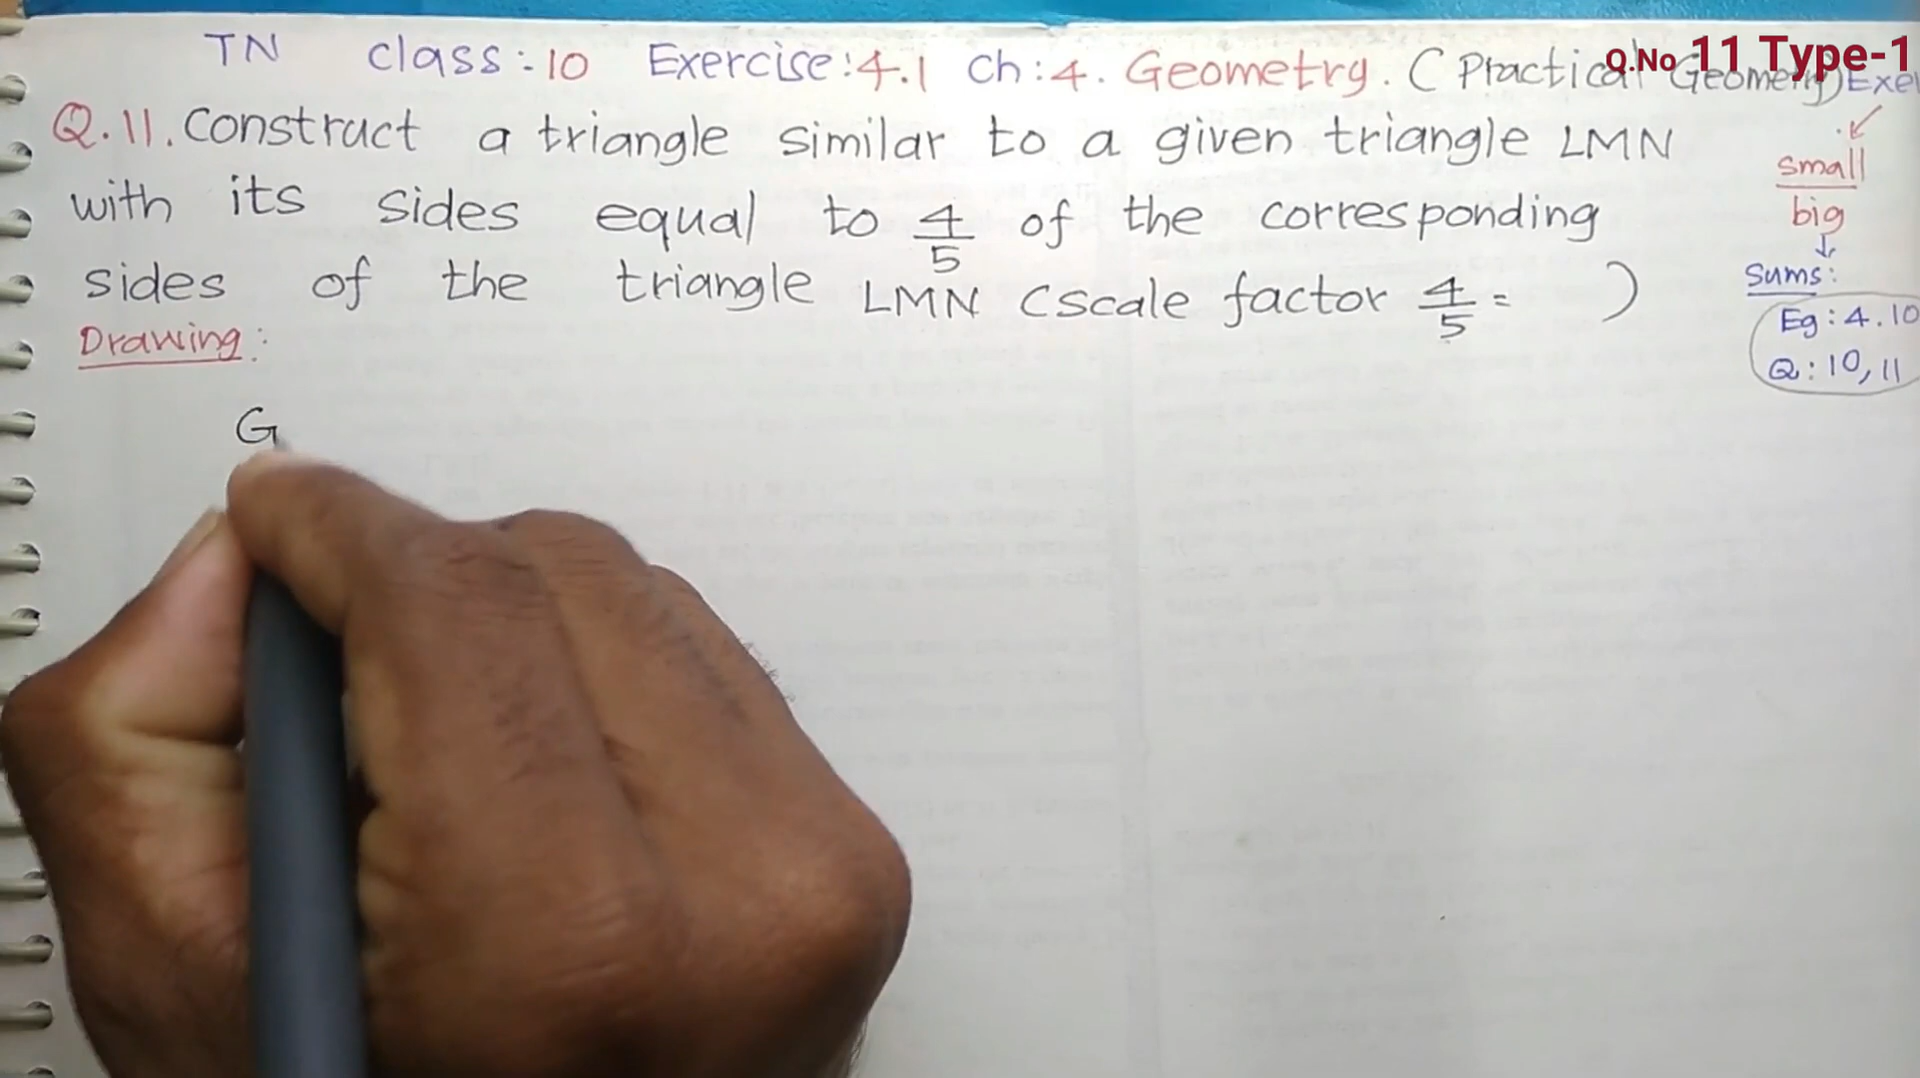 TN class:10 Exercise:4.1 Ch:4. Geometry. (Practical Geometry) Exer
Q.No 11 Type-1
Q.11. Construct a triangle similar to a given triangle LMN
with its sides equal to 4/5 of the corresponding
sides of the triangle LMN (scale factor 4/5 = )
Drawing:
G
small
big
Sums:
Eg: 4.10
Q: 10, 11